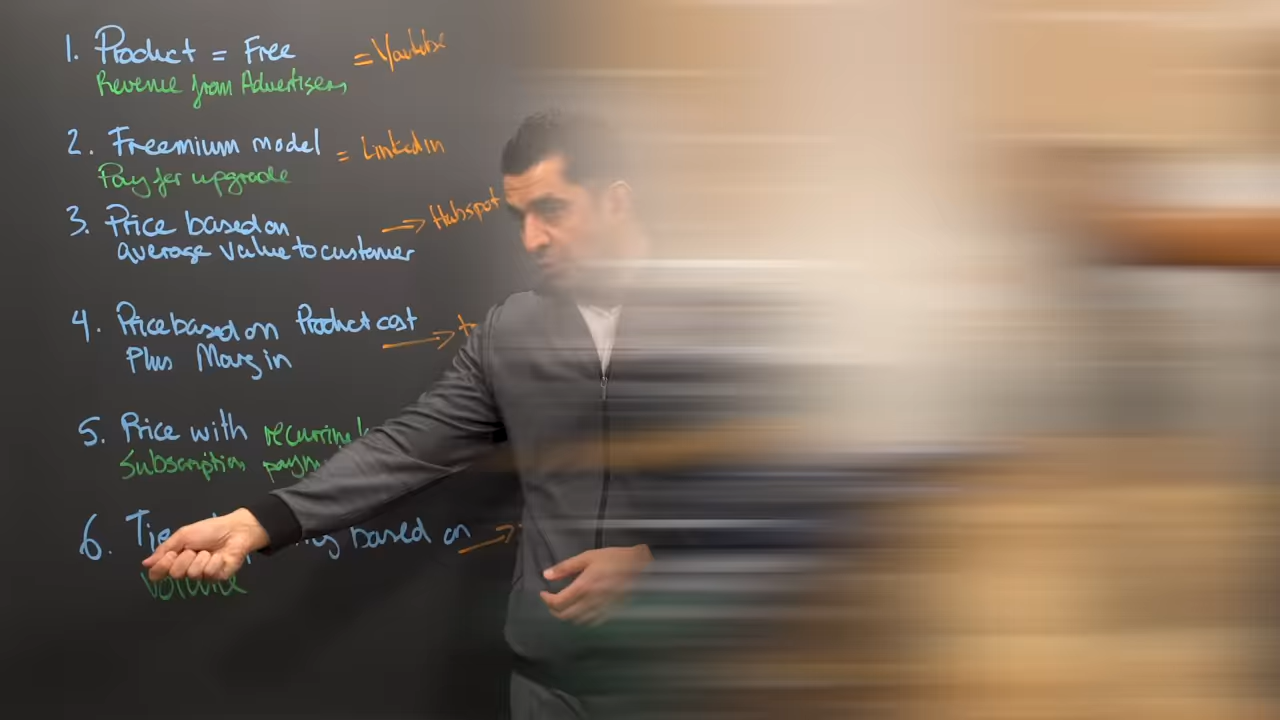 1. Product = Free = Youtube
Revenue from Advertisers
2. Freemium model = LinkedIn
Pay for upgrade
3. Price based on → Hubspot
average value to customer
4. Price based on Product cost →
Plus Margin
5. Price with
Subscription
6. based on →
Volume